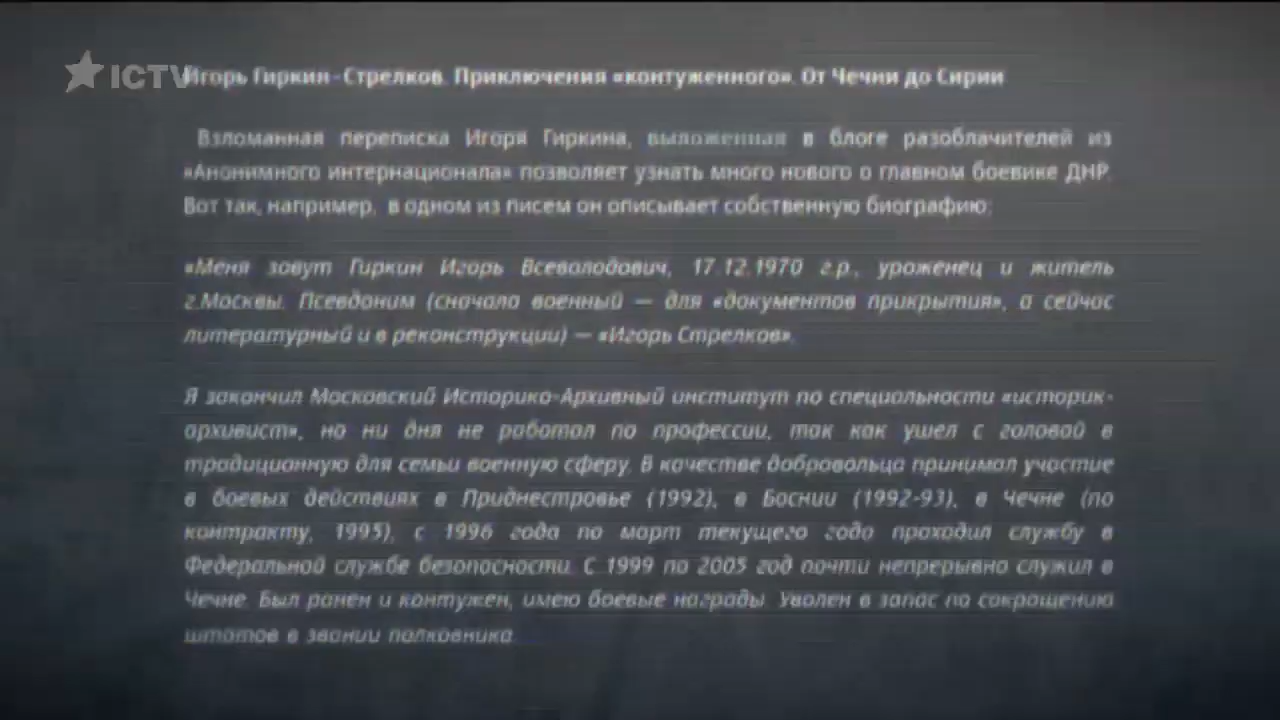 ICTV
Игорь Гиркин-Стрелков. Приключения «контуженного». От Чечни до Сирии
Взломанная переписка Игоря Гиркина, выложенная в блоге разоблачителей из
«Анонимного интернационала» позволяет узнать много нового о главном боевике ДНР.
Вот так, например, в одном из писем он описывает собственную биографию:
«Меня зовут Гиркин Игорь Всеволодович, 17.12.1970 г.р., уроженец и житель
г.Москвы. Псевдоним (сначала военный — для «документов прикрытия», а сейчас
литературный и в реконструкции) — «Игорь Стрелков».
Я закончил Московский Историко-Архивный институт по специальности «историк-
архивист», но ни дня не работал по профессии, так как ушел с головой в
традиционную для семьи военную сферу. В качестве добровольца принимал участие
в боевых действиях в Приднестровье (1992), в Боснии (1992-93), в Чечне (по
контракту, 1995), с 1996 года по март текущего года проходил службу в
Федеральной службе безопасности. С 1999 по 2005 год почти непрерывно служил в
Чечне. Был ранен и контужен, имею боевые награды. Уволен в запас по сокращению
штатов в звании полковника.